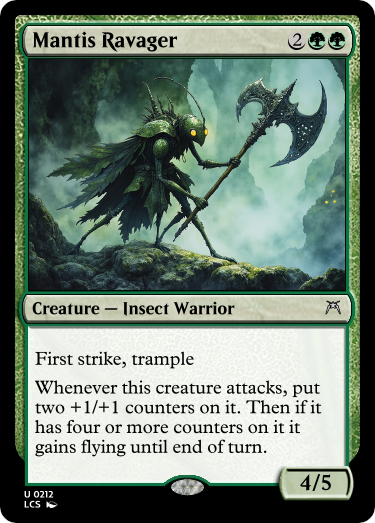 Mantis Ravager 2
Creature — Insect Warrior
First strike, trample
Whenever this creature attacks, put
two +1/+1 counters on it. Then if it
has four or more counters on it it
gains flying until end of turn.
4/5
U 0212
LCS